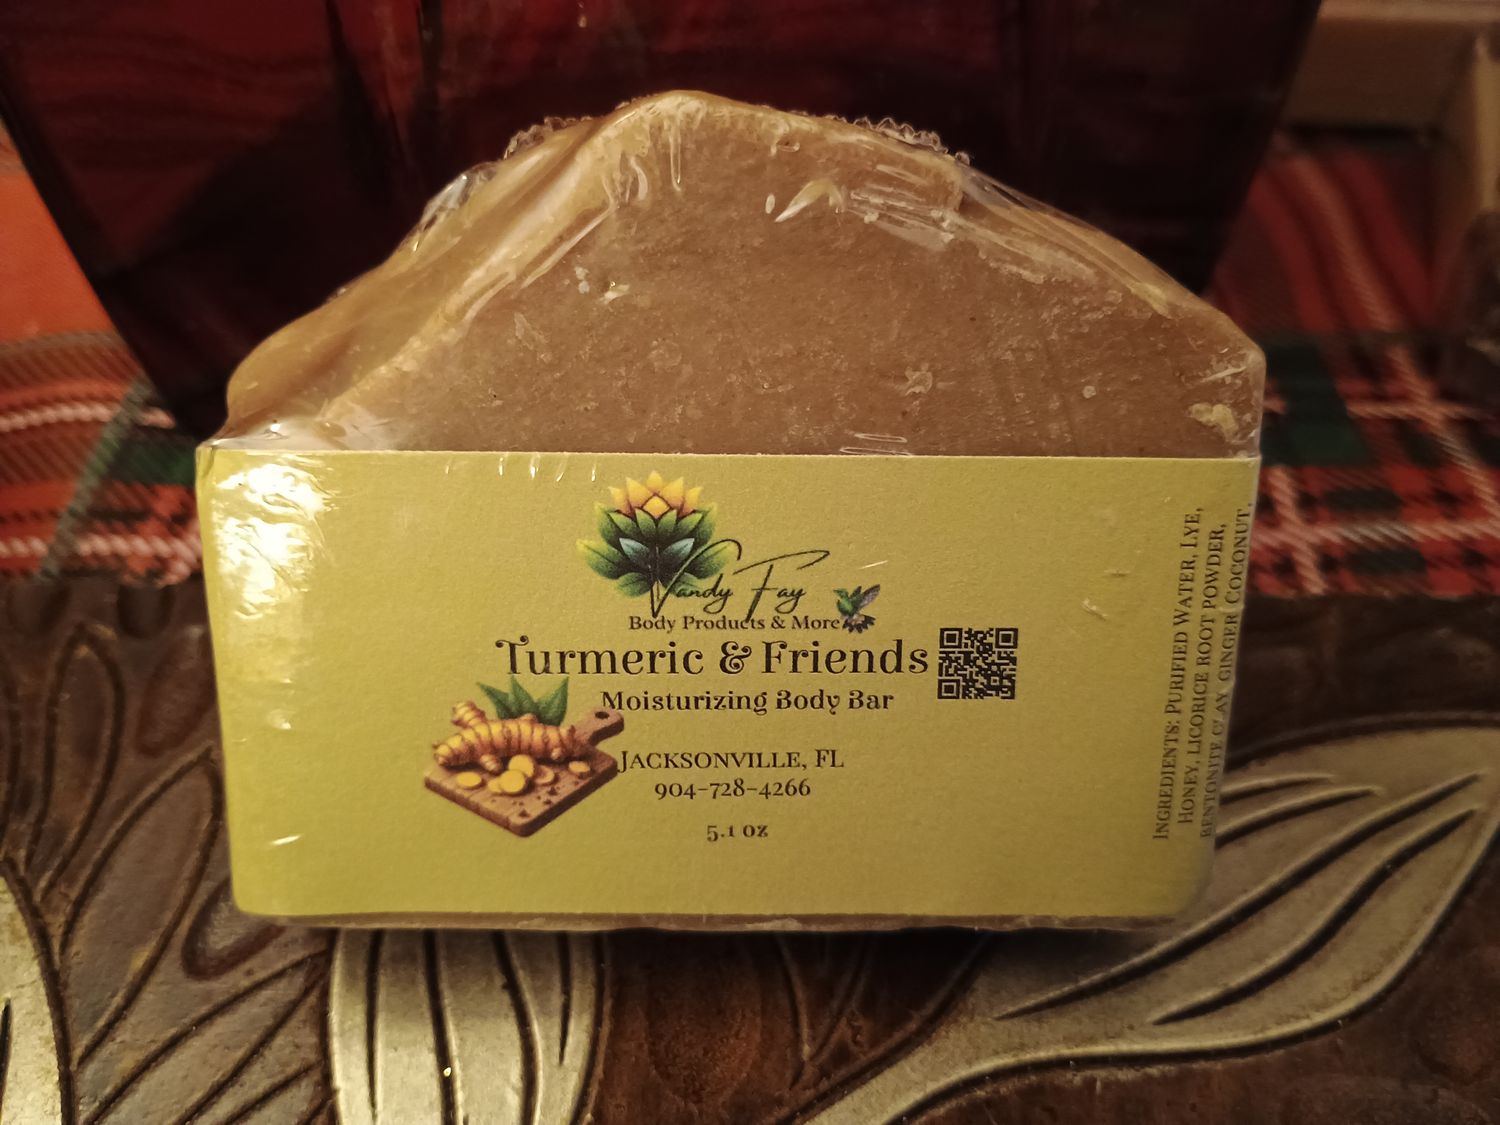 Vandy Fay
Body Products & More
Turmeric & Friends
Moisturizing Body Bar
Jacksonville, FL
904-728-4266
5.1 oz
Ingredients: Purified Water, Lye,
Honey, licorice root powder,
bentonite clay, ginger Coconut,